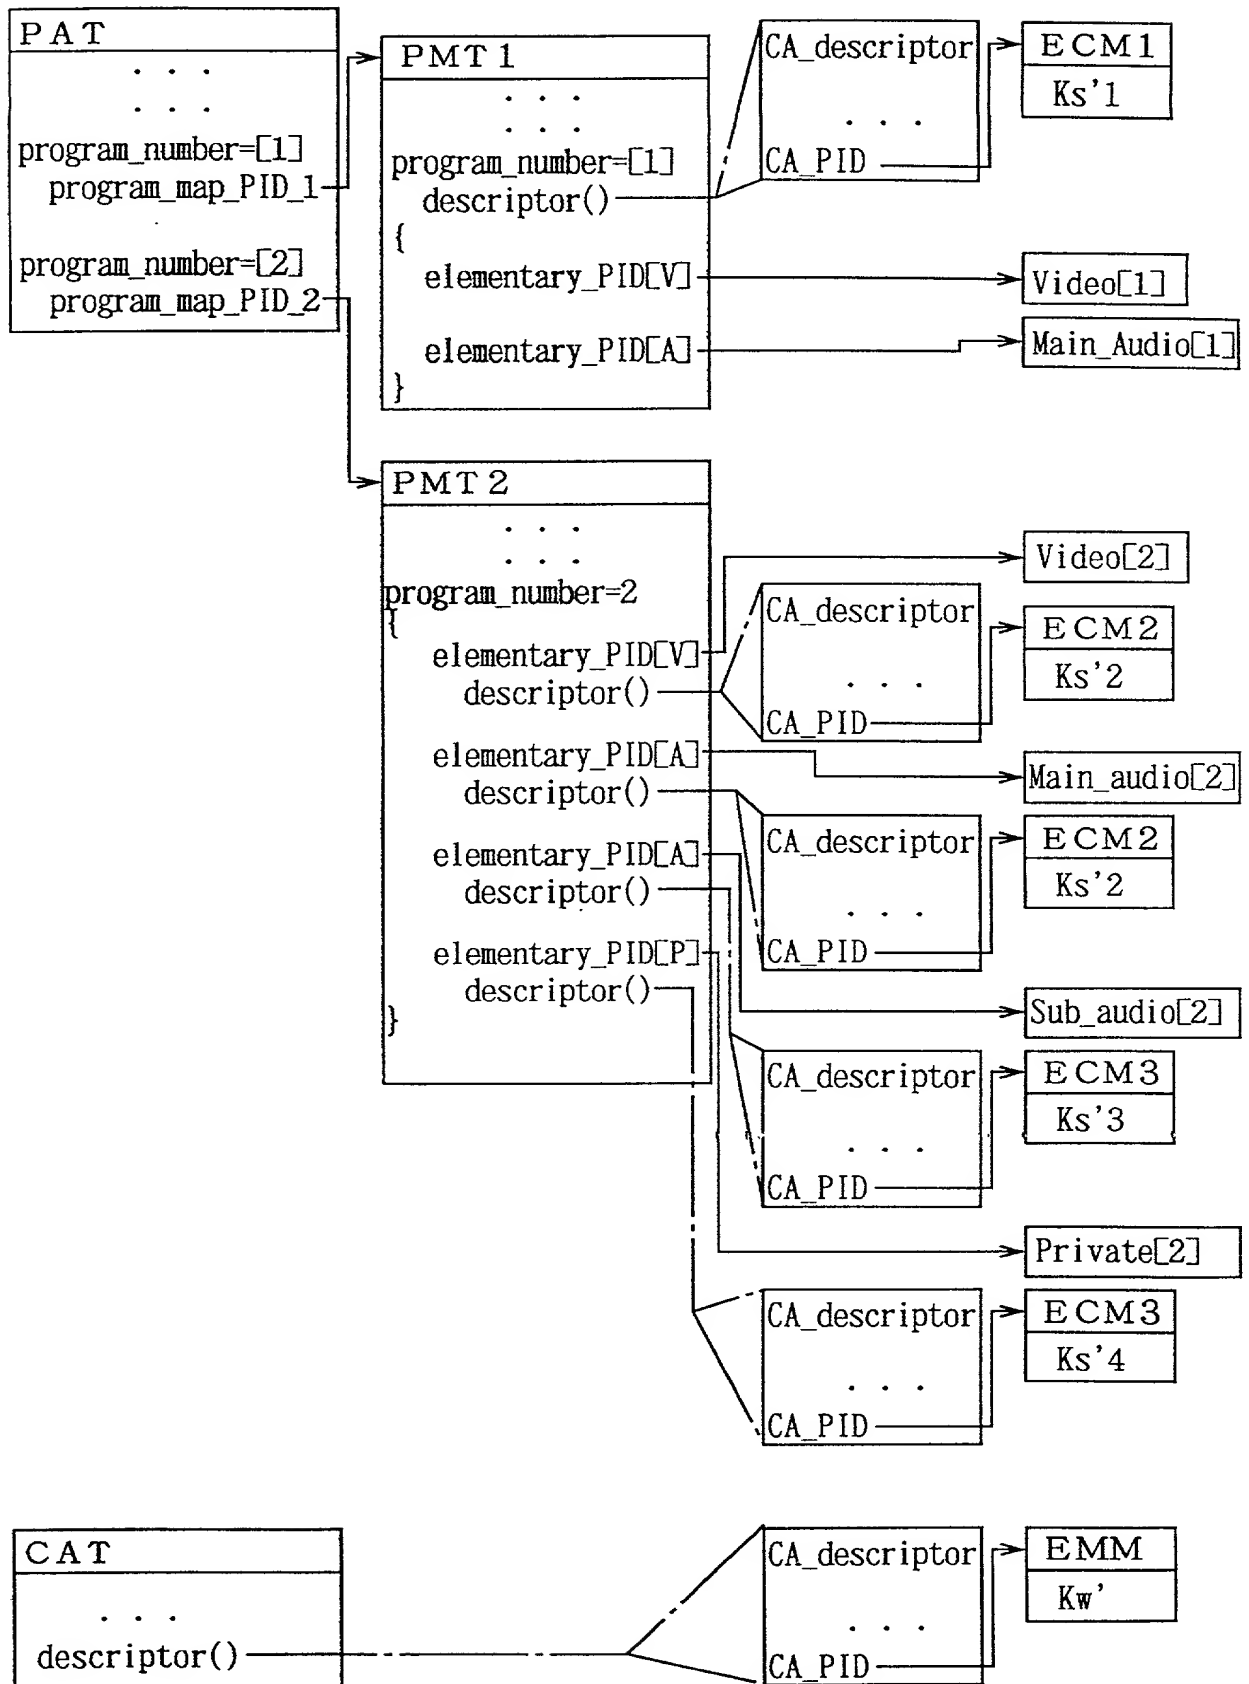 PAT
. . .
. . .
program_number=[1]
program_map_PID_1
program_number=[2]
program_map_PID_2
PMT1
. . .
. . .
program_number=[1]
descriptor()
{
elementary_PID[V]
elementary_PID[A]
}
CA_descriptor
. . .
CA_PID
ECM1
Ks'1
Video[1]
Main_Audio[1]
PMT2
. . .
. . .
program_number=2
{
elementary_PID[V]
descriptor()
elementary_PID[A]
descriptor()
elementary_PID[A]
descriptor()
elementary_PID[P]
descriptor()
}
Video[2]
CA_descriptor
. . .
CA_PID
ECM2
Ks'2
Main_audio[2]
CA_descriptor
. . .
CA_PID
ECM2
Ks'2
Sub_audio[2]
CA_descriptor
. . .
CA_PID
ECM3
Ks'3
Private[2]
CA_descriptor
. . .
CA_PID
ECM3
Ks'4
CAT
. . .
descriptor()
CA_descriptor
. . .
CA_PID
EMM
Kw'